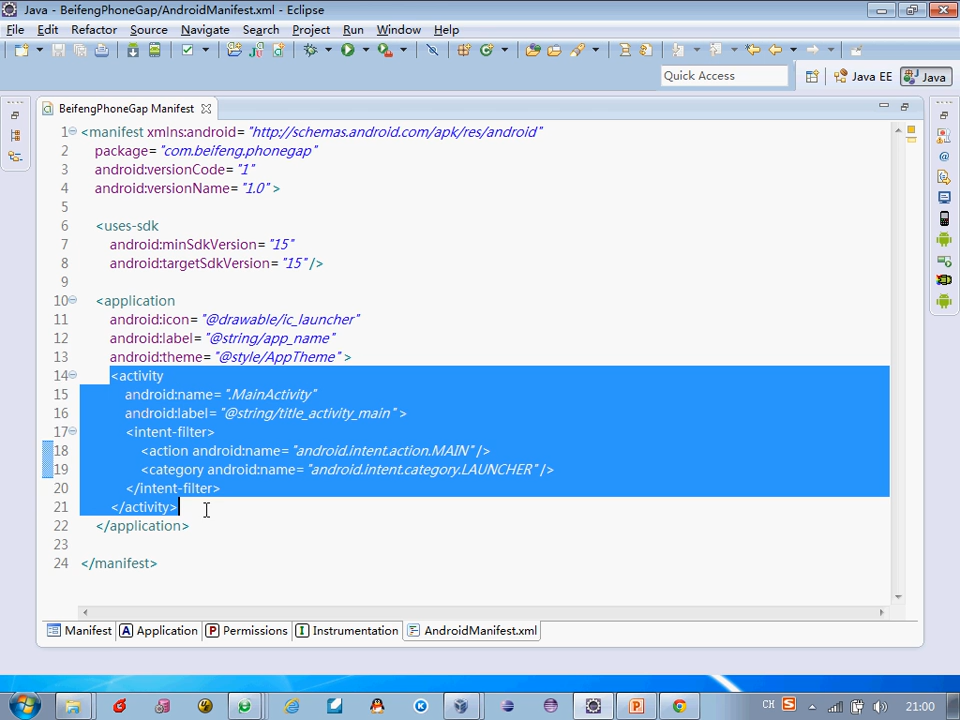 Java - BeifengPhoneGap/AndroidManifest.xml - Eclipse
File Edit Refactor Source Navigate Search Project Run Window Help
Quick Access
Java EE
Java
BeifengPhoneGap Manifest
1 <manifest xmlns:android="http://schemas.android.com/apk/res/android"
2 package="com.beifeng.phonegap"
3 android:versionCode="1"
4 android:versionName="1.0" >
5
6 <uses-sdk
7 android:minSdkVersion="15"
8 android:targetSdkVersion="15" />
9
10 <application
11 android:icon="@drawable/ic_launcher"
12 android:label="@string/app_name"
13 android:theme="@style/AppTheme" >
14 <activity
15 android:name=".MainActivity"
16 android:label="@string/title_activity_main" >
17 <intent-filter>
18 <action android:name="android.intent.action.MAIN" />
19 <category android:name="android.intent.category.LAUNCHER" />
20 </intent-filter>
21 </activity>
22 </application>
23
24 </manifest>
Manifest
A Application
P Permissions
I Instrumentation
AndroidManifest.xml
CH
21:00